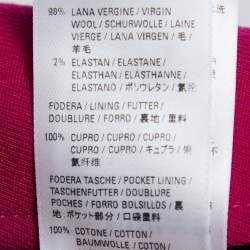 98% LANA VERGINE / VIRGIN
WOOL / SCHURWOLLE / LAINE
VIERGE / LANA VIRGEN / 毛 /
羊毛
2% ELASTAN / ELASTANE /
ELASTHAN / ELASTHANNE /
ELASTANO / ポリウレタン / 氨纶
FODERA / LINING / FUTTER /
DOUBLURE / FORRO / 裏地 / 里料
100% CUPRO / CUPRO / CUPRO /
CUPRO / CUPRO / キュプラ / 铜
氨纤维
FODERA TASCHE / POCKET LINING /
TASCHENFUTTER / DOUBLURE
POCHES / FORRO BOLSILLOS / 裏
地:ポケット部分 / 口袋里料
100% COTONE / COTTON /
BAUMWOLLE / COTON /
洗